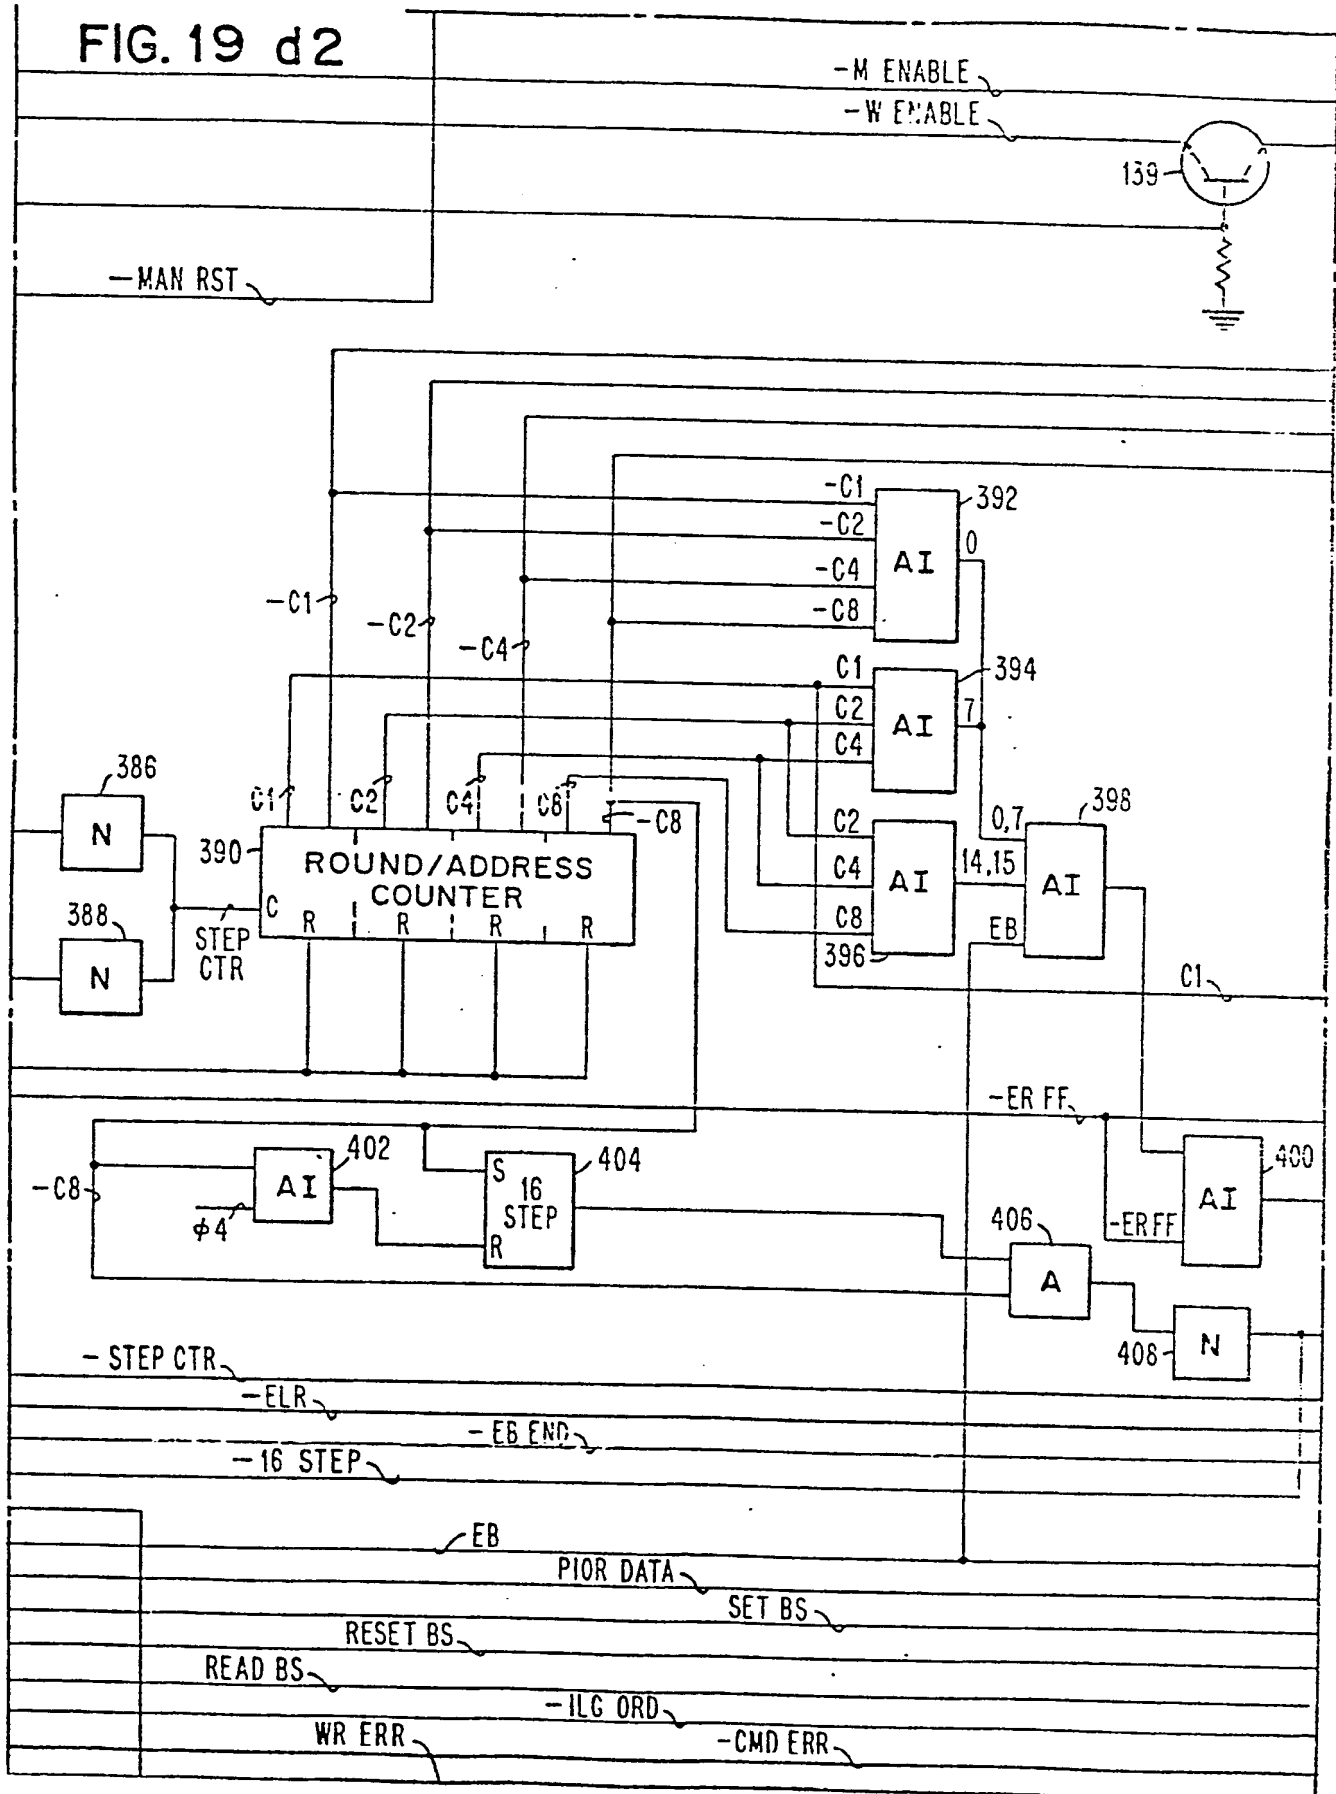 FIG. 19 d2
-M ENABLE
-W ENABLE
139
-MAN RST
-C1
392
-C2
0
AI
-C4
-C1
-C8
-C2
-C4
C1
394
C2
7
AI
C4
386
C1
C2
C4
C8
-C8
398
N
390
ROUND/ADDRESS
COUNTER
C2
0,7
C4
14,15
AI
AI
388
C
R
R
R
R
C8
EB
STEP
CTR
396
N
C1
-ER FF
402
404
400
-C8
AI
S
16
STEP
R
AI
φ4
406
-ER FF
A
408
N
- STEP CTR
-ELR
- EB END
-16 STEP
EB
PIOR DATA
SET BS
RESET BS
READ BS
-ILG ORD
WR ERR
-CMD ERR